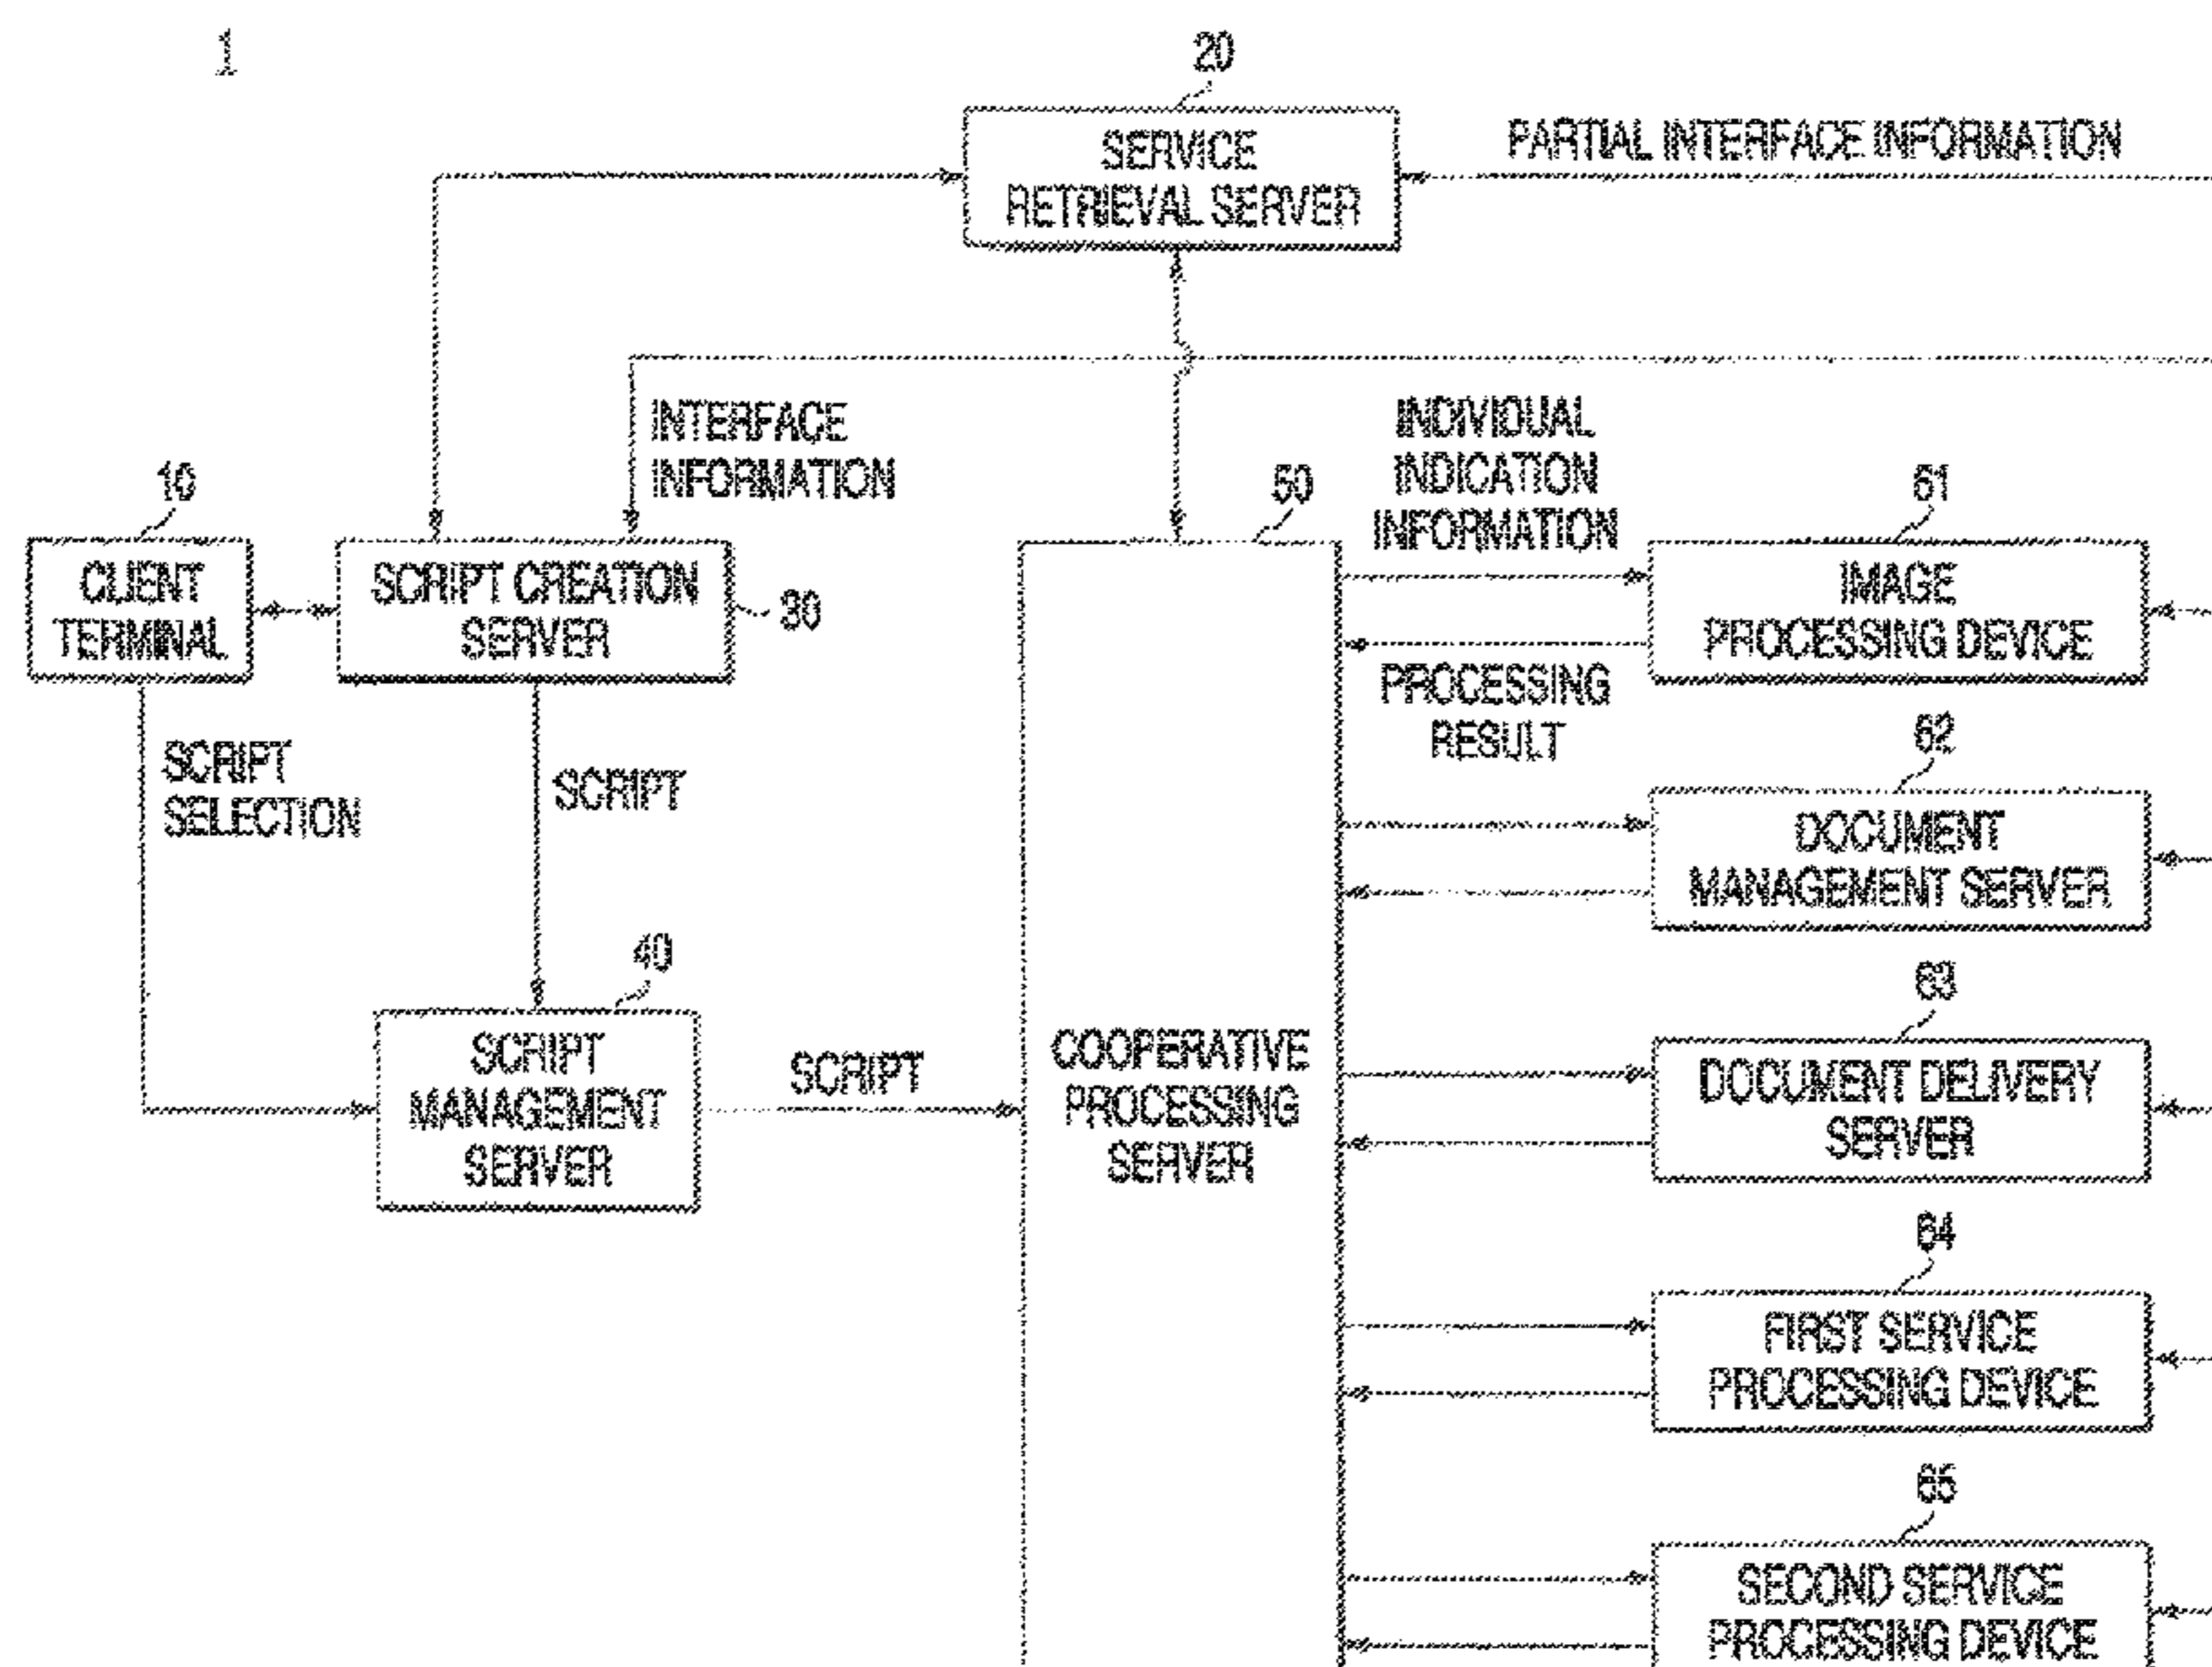 1
20
SERVICE
RETRIEVAL SERVER
PARTIAL INTERFACE INFORMATION
INTERFACE
INFORMATION
INDIVIDUAL
INDICATION
INFORMATION
10
CLIENT
TERMINAL
SCRIPT CREATION
SERVER
30
50
61
IMAGE
PROCESSING DEVICE
PROCESSING
RESULT
SCRIPT
SELECTION
SCRIPT
62
DOCUMENT
MANAGEMENT SERVER
40
SCRIPT
MANAGEMENT
SERVER
SCRIPT
COOPERATIVE
PROCESSING
SERVER
63
DOCUMENT DELIVERY
SERVER
64
FIRST SERVICE
PROCESSING DEVICE
65
SECOND SERVICE
PROCESSING DEVICE